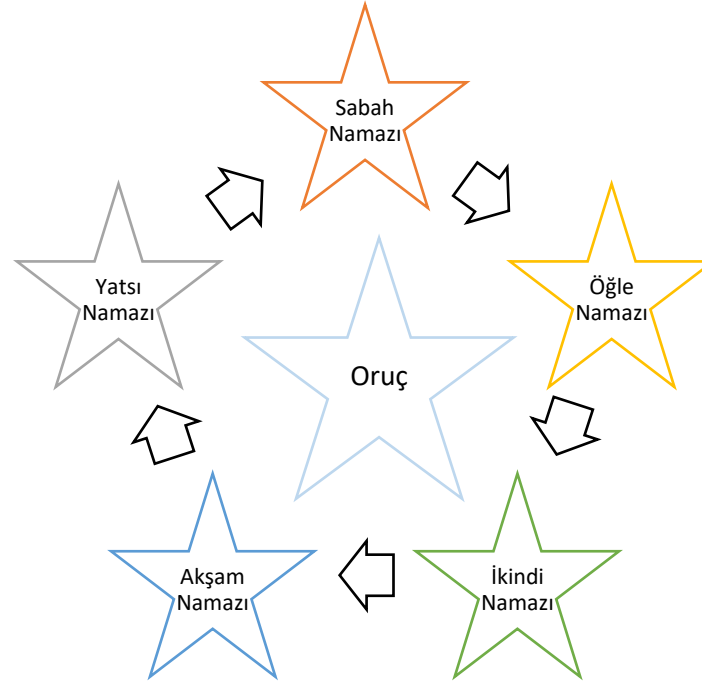 Sabah
Namazı
Öğle
Namazı
İkindi
Namazı
Akşam
Namazı
Yatsı
Namazı
Oruç